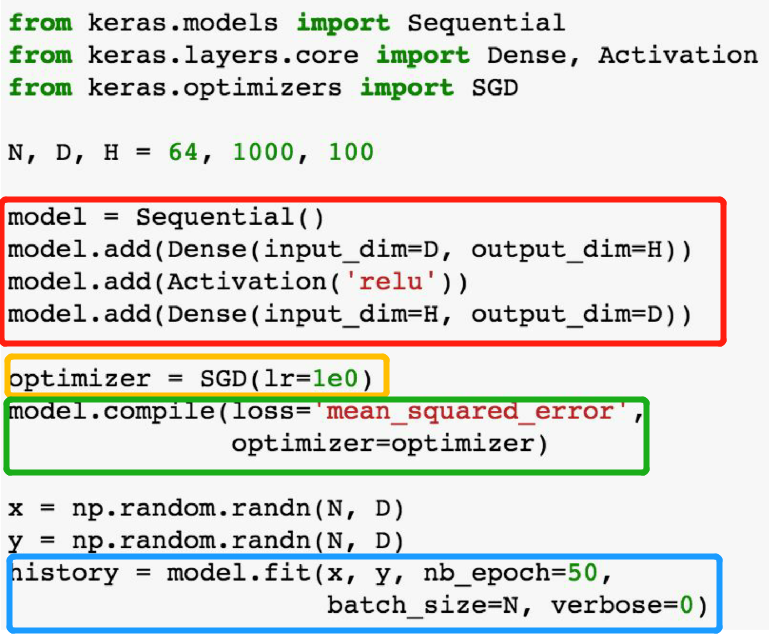 from keras.models import Sequential
from keras.layers.core import Dense, Activation
from keras.optimizers import SGD
N, D, H = 64, 1000, 100
model = Sequential()
model.add(Dense(input_dim=D, output_dim=H))
model.add(Activation('relu'))
model.add(Dense(input_dim=H, output_dim=D))
optimizer = SGD(lr=1e0)
model.compile(loss='mean_squared_error',
optimizer=optimizer)
x = np.random.randn(N, D)
y = np.random.randn(N, D)
history = model.fit(x, y, nb_epoch=50,
batch_size=N, verbose=0)